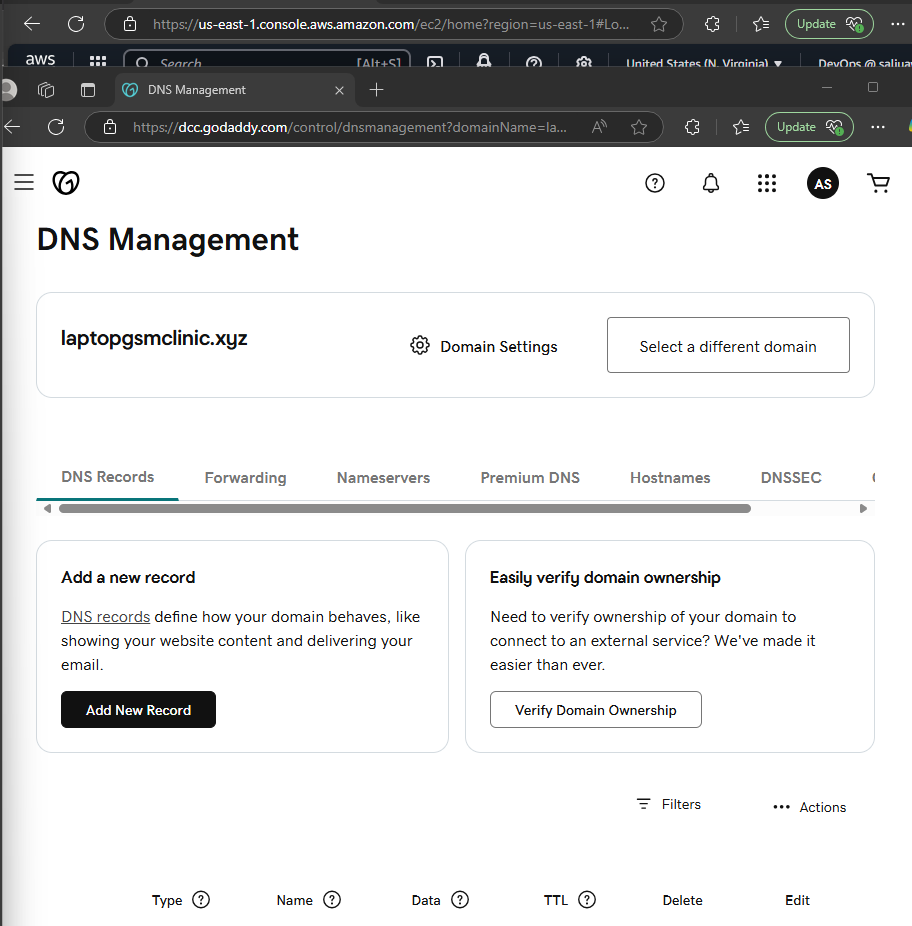 https://us-east-1.console.aws.amazon.com/ec2/home?region=us-east-1#Lo...
Update
aws
Search
[Alt+S]
United States (N. Virginia)
DevOps @
DNS Management
https://dcc.godaddy.com/control/dnsmanagement?domainName=la...
Update
AS
DNS Management
laptopgsmclinic.xyz
Domain Settings
Select a different domain
DNS Records
Forwarding
Nameservers
Premium DNS
Hostnames
DNSSEC
Add a new record
DNS records define how your domain behaves, like
showing your website content and delivering your
email.
Add New Record
Easily verify domain ownership
Need to verify ownership of your domain to
connect to an external service? We've made it
easier than ever.
Verify Domain Ownership
Filters
Actions
Type
Name
Data
TTL
Delete
Edit